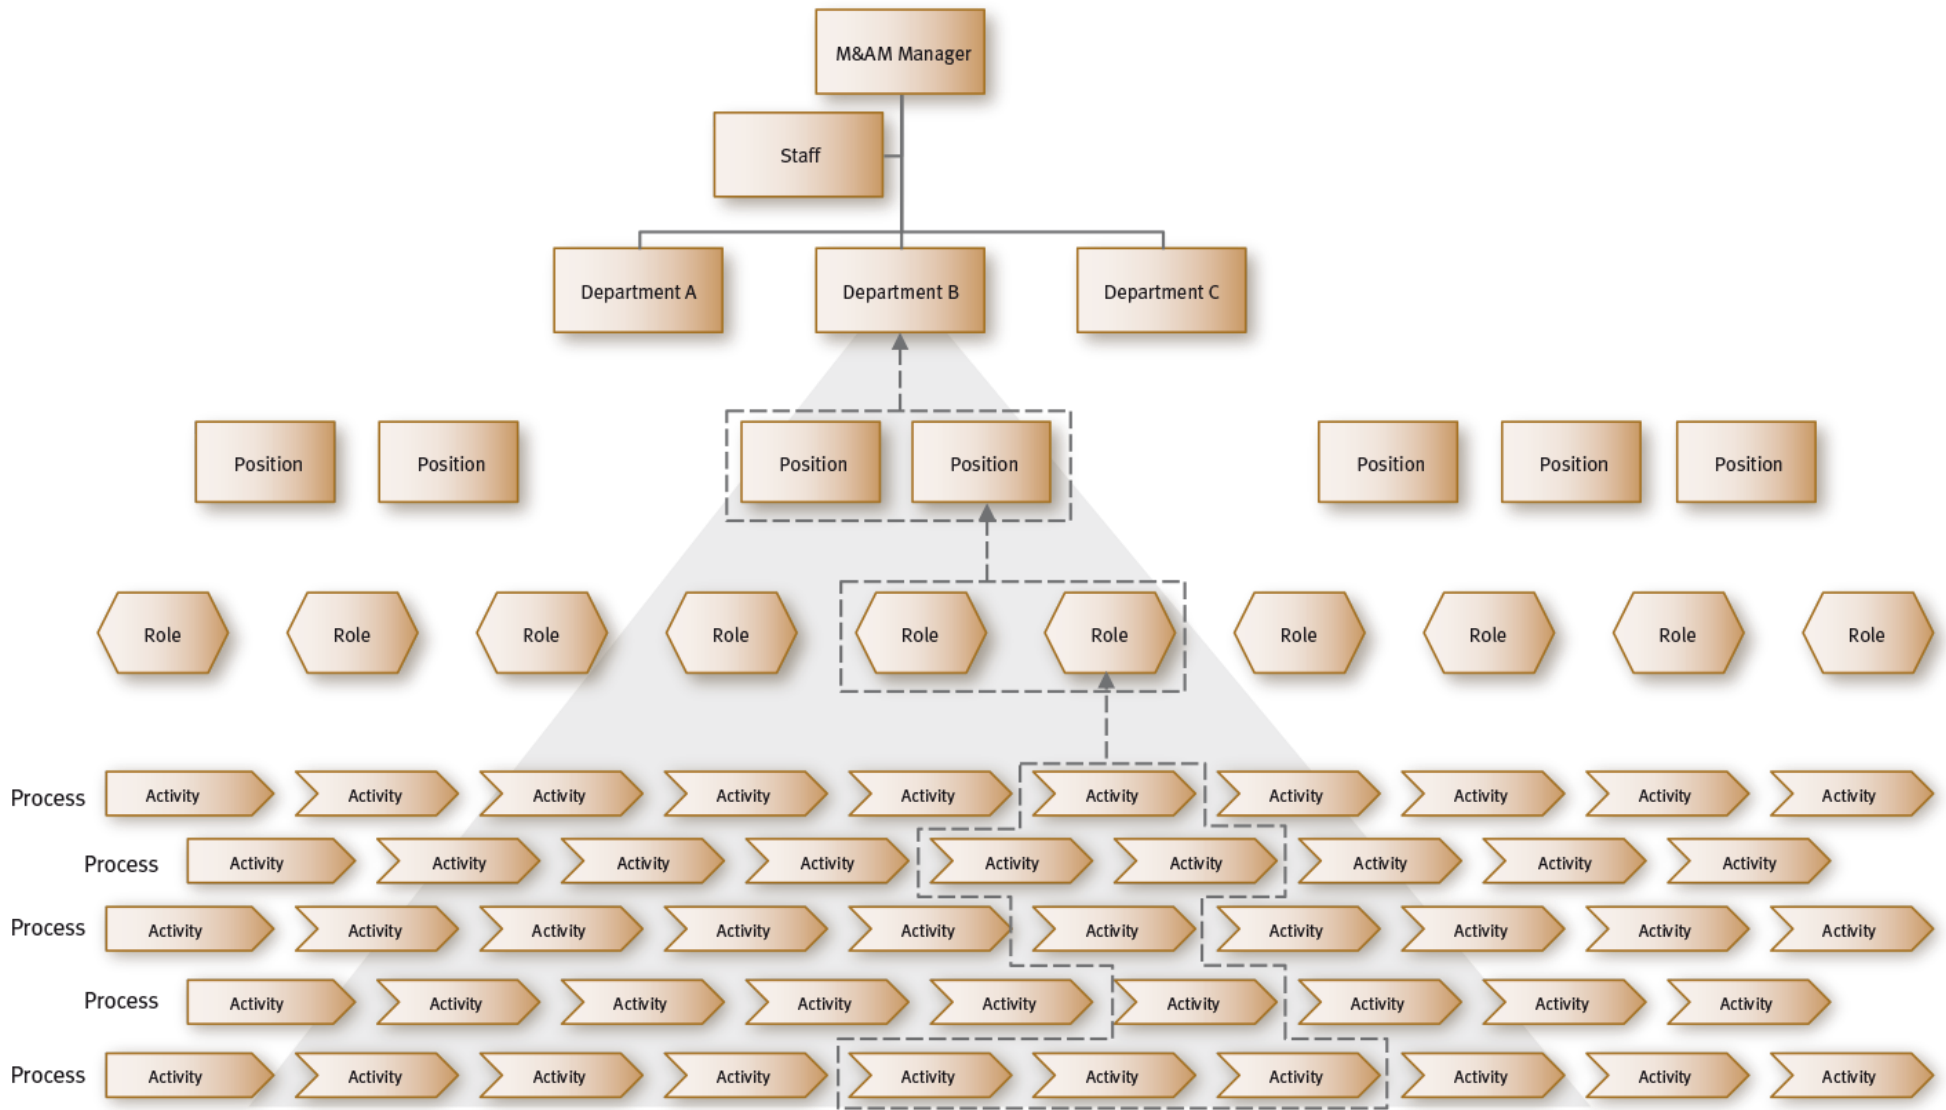 M&AM Manager
Staff
Department A Department B Department C
Position Position Position Position Position Position Position
Role Role Role Role Role Role Role Role Role Role
Process Activity Activity Activity Activity Activity Activity Activity Activity Activity Activity
Process Activity Activity Activity Activity Activity Activity Activity Activity Activity
Process Activity Activity Activity Activity Activity Activity Activity Activity Activity Activity
Process Activity Activity Activity Activity Activity Activity Activity Activity Activity
Process Activity Activity Activity Activity Activity Activity Activity Activity Activity Activity